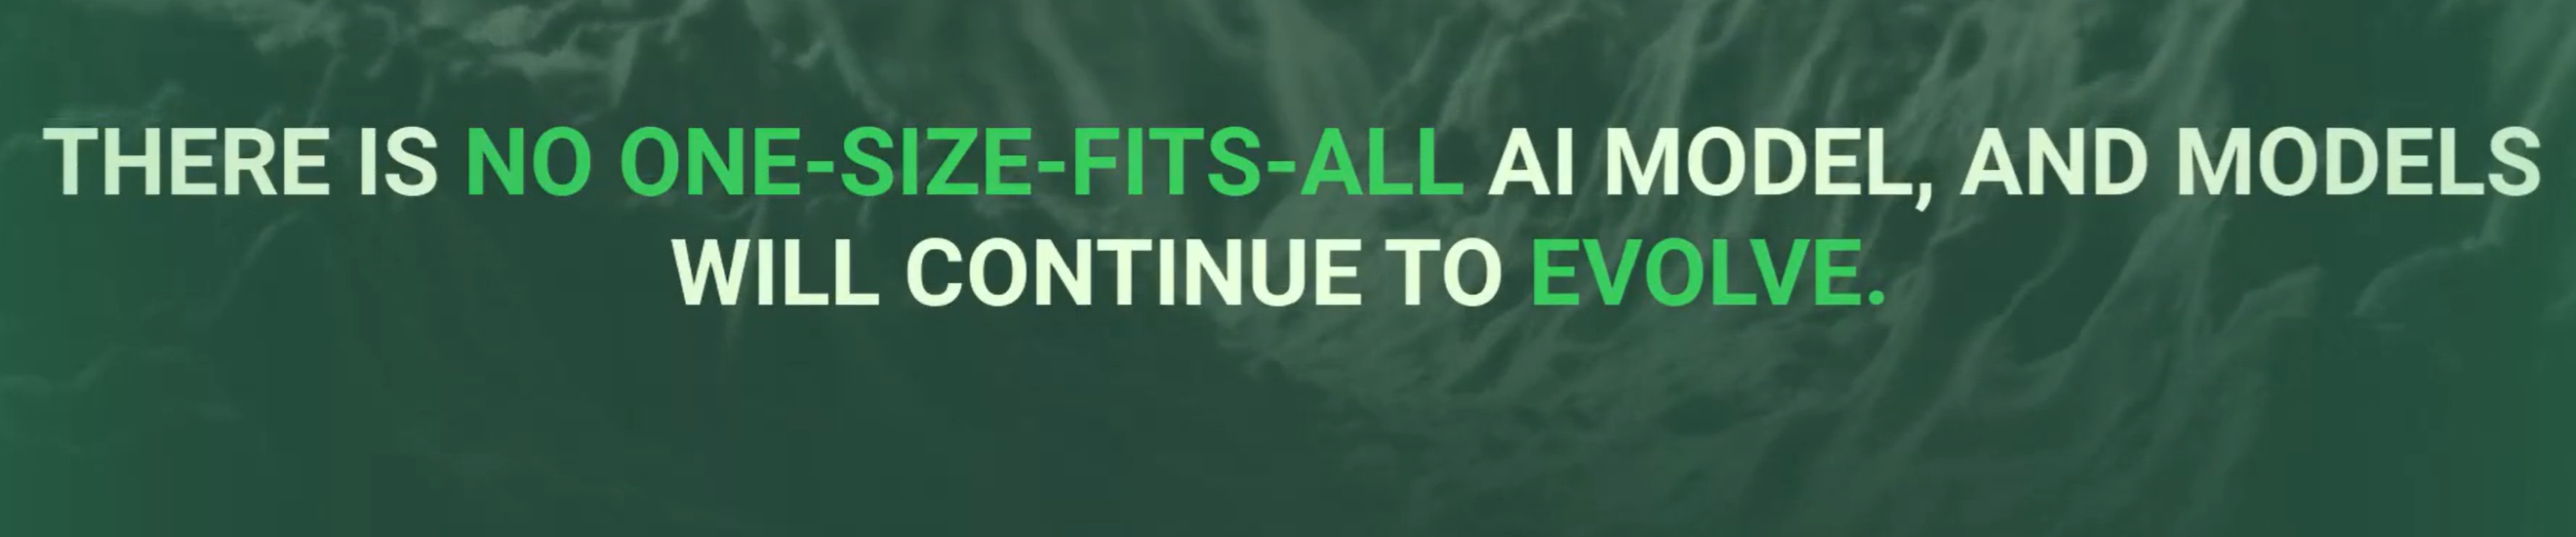 THERE IS NO ONE-SIZE-FITS-ALL AI MODEL, AND MODELS
WILL CONTINUE TO EVOLVE.